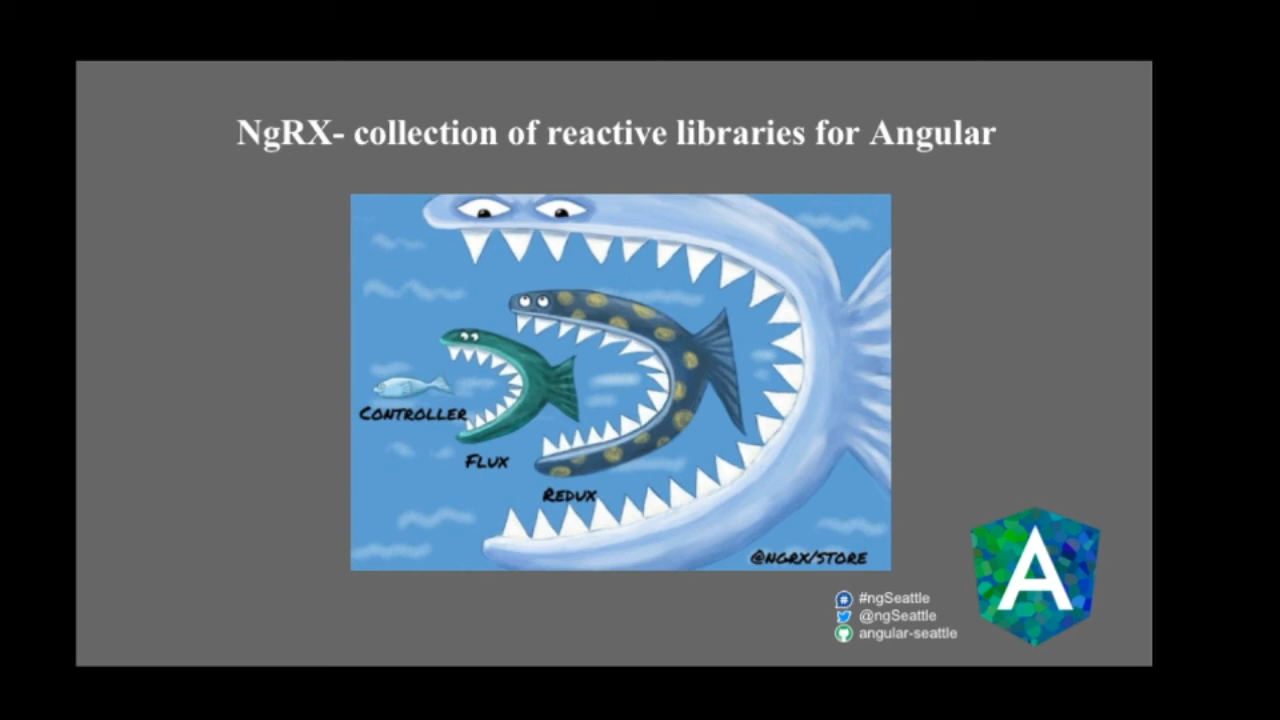 NgRX- collection of reactive libraries for Angular
CONTROLLER
FLUX
REDUX
@NGRX/STORE
#ngSeattle
@ngSeattle
angular-seattle
A